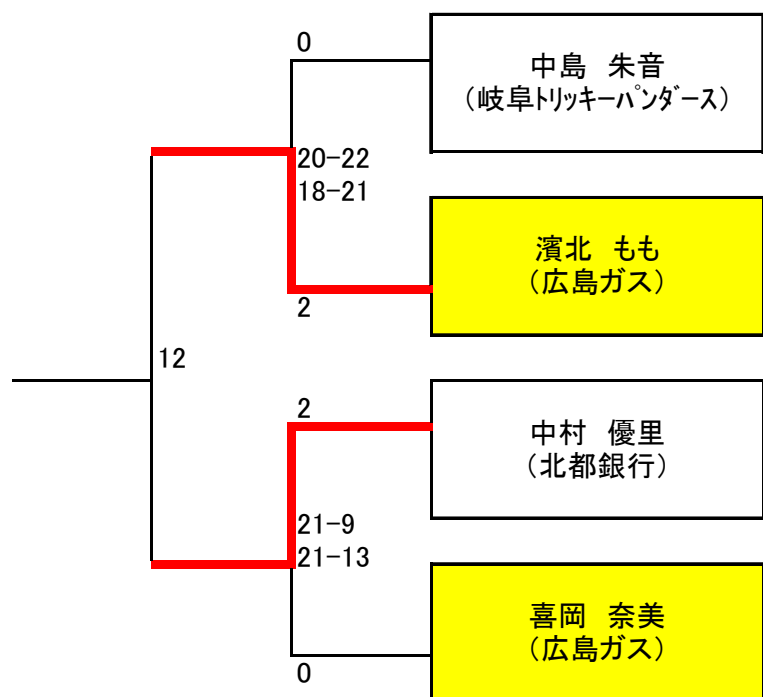 0
中島　朱音
（岐阜トリッキーパンダース）
20-22
18-21
濱北　もも
（広島ガス）
2
12
2
中村　優里
（北都銀行）
21-9
21-13
喜岡　奈美
（広島ガス）
0